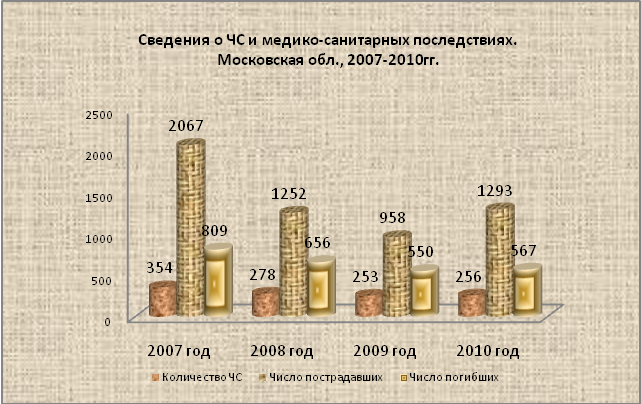 Сведения о ЧС и медико-санитарных последствиях.
Московская обл., 2007-2010гг.
2500
2000
1500
1000
500
0
2067
809
354
1252
656
278
958
550
253
1293
567
256
2007 год
2008 год
2009 год
2010 год
Количество ЧС
Число пострадавших
Число погибших